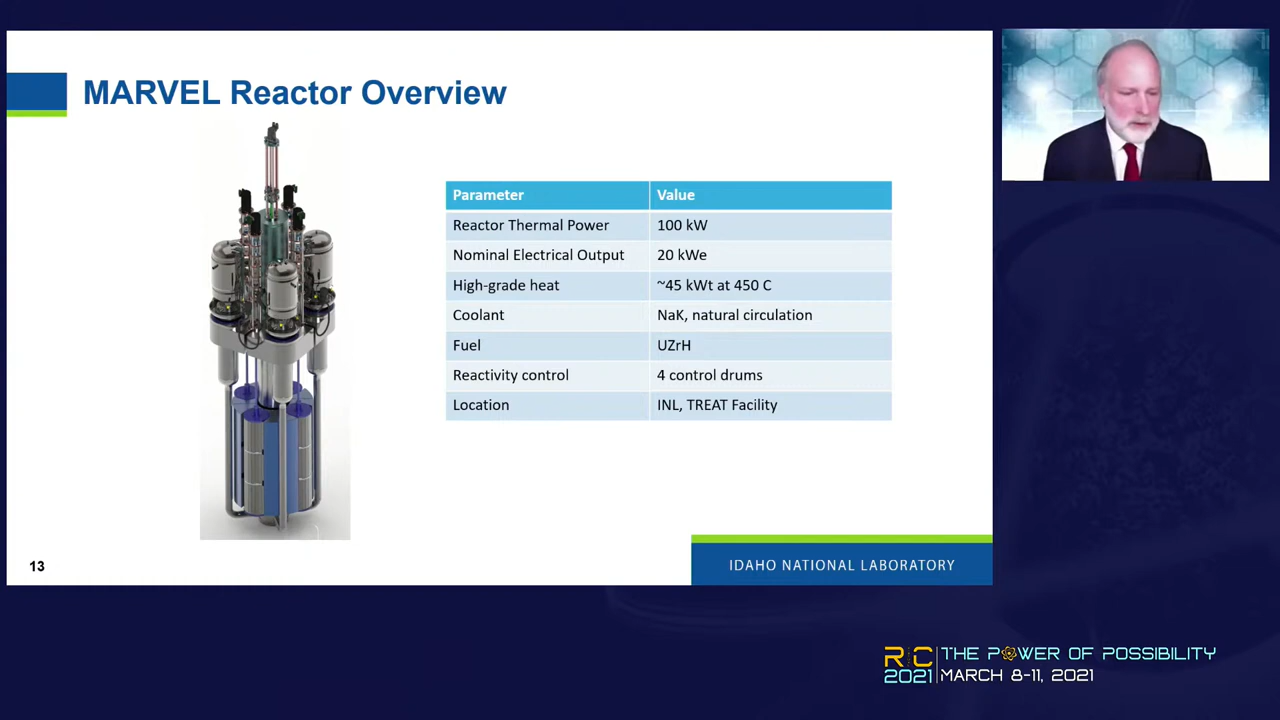 MARVEL Reactor Overview
Parameter Value
Reactor Thermal Power 100 kW
Nominal Electrical Output 20 kWe
High-grade heat ~45 kWt at 450 C
Coolant NaK, natural circulation
Fuel UZrH
Reactivity control 4 control drums
Location INL, TREAT Facility
13
IDAHO NATIONAL LABORATORY
RIC 2021 THE POWER OF POSSIBILITY
MARCH 8-11, 2021